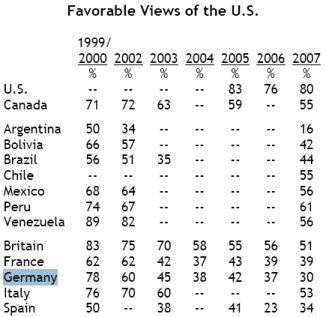 Favorable Views of the U.S.
1999/
2000 2002 2003 2004 2005 2006 2007
% % % % % % %
U.S. -- -- -- -- 83 76 80
Canada 71 72 63 -- 59 -- 55
Argentina 50 34 -- -- -- -- 16
Bolivia 66 57 -- -- -- -- 42
Brazil 56 51 35 -- -- -- 44
Chile -- -- -- -- -- -- 55
Mexico 68 64 -- -- -- -- 56
Peru 74 67 -- -- -- -- 61
Venezuela 89 82 -- -- -- -- 56
Britain 83 75 70 58 55 56 51
France 62 62 42 37 43 39 39
Germany 78 60 45 38 42 37 30
Italy 76 70 60 -- -- -- 53
Spain 50 -- 38 -- 41 23 34